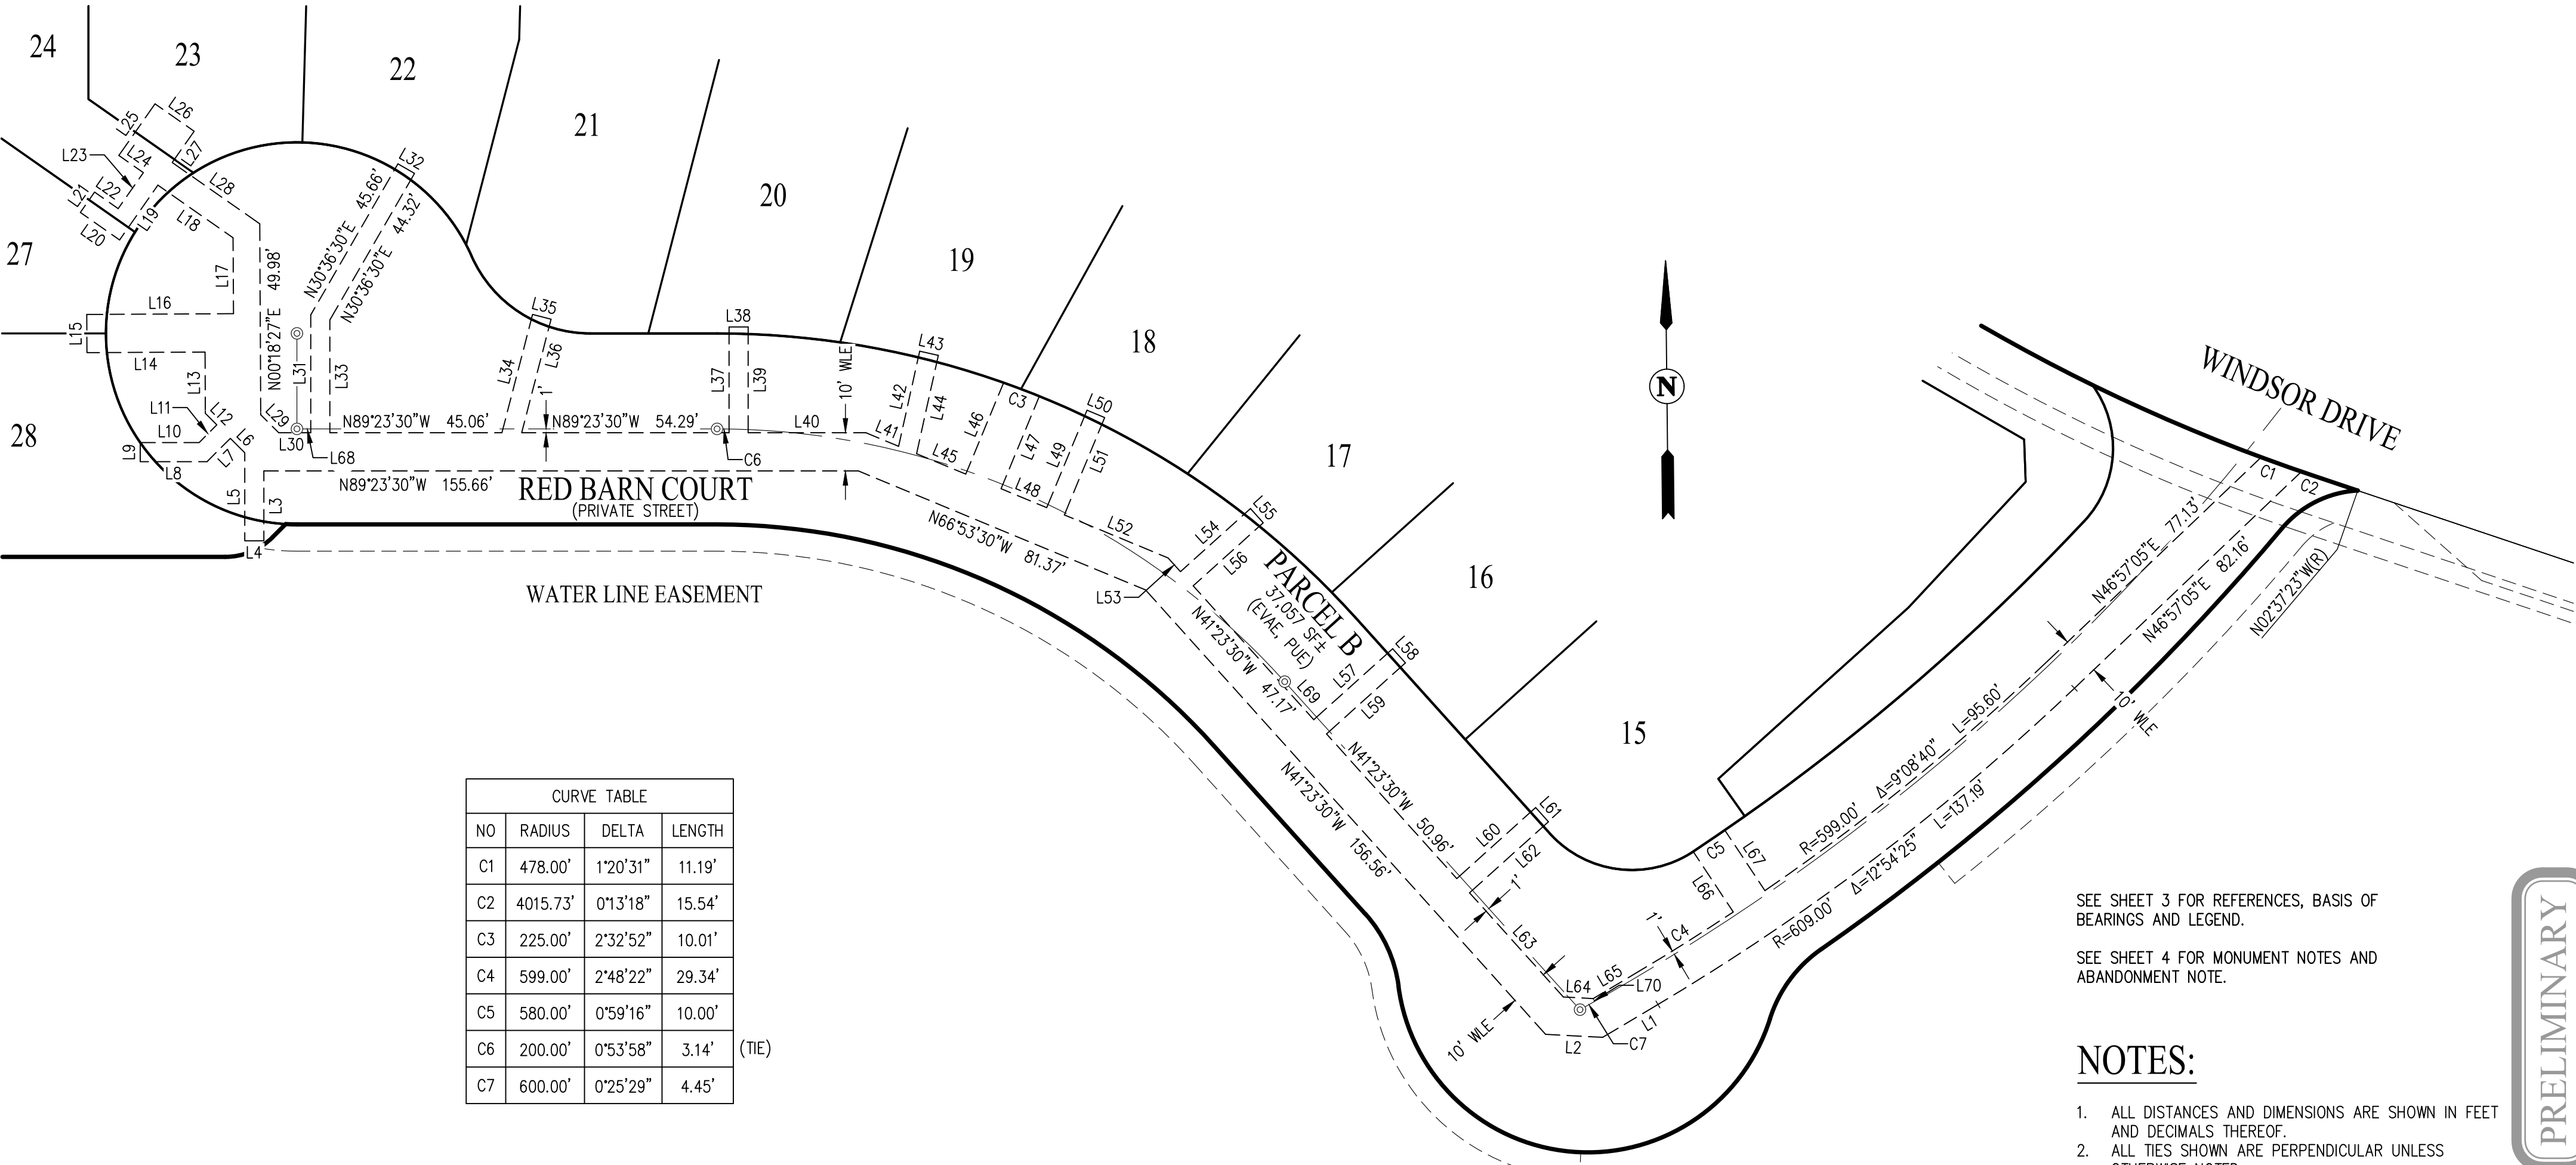 24
23
22
21
20
19
18
17
16
15
27
28
L25
L26
L23
L24
L27
L28
L21
L22
L19
L20
L18
L17
L16
L15
L14
L13
L12
L11
L10
L9
L8
L7
L6
L5
L3
L4
N00°18'27"E 49.98'
L29
L30
L31
L33
L32
N30°36'30"E 45.66'
N30°36'30"E 44.32'
L68
N89°23'30"W 45.06'
L34
L35
L36
1'
N89°23'30"W 54.29'
L37
L38
L39
C6
L40
10' WLE
N89°23'30"W 155.66'
RED BARN COURT
(PRIVATE STREET)
WATER LINE EASEMENT
L41
L42
L43
L44
L45
L46
C3
L47
L48
L49
L50
L51
L52
N66°53'30"W 81.37'
L53
L54
L55
L56
PARCEL B
37,057 SF±
(EVAE, PUE)
N41°23'30"W 47.17'
L69
L57
L58
L59
N41°23'30"W 50.96'
N41°23'30"W 156.56'
L60
L61
L62
1'
L63
L64
L65
L70
C7
L1
L2
10' WLE
1'
C4
L66
C5
L67
R=599.00' Δ=9°08'40" L=95.60'
R=609.00' Δ=12°54'25" L=137.19'
10' WLE
N46°57'05"E 77.13'
N46°57'05"E 82.16'
N02°37'23"W(R)
C1
C2
WINDSOR DRIVE
N
CURVE TABLE
NO RADIUS DELTA LENGTH
C1 478.00' 1°20'31" 11.19'
C2 4015.73' 0°13'18" 15.54'
C3 225.00' 2°32'52" 10.01'
C4 599.00' 2°48'22" 29.34'
C5 580.00' 0°59'16" 10.00'
C6 200.00' 0°53'58" 3.14' (TIE)
C7 600.00' 0°25'29" 4.45'
SEE SHEET 3 FOR REFERENCES, BASIS OF
BEARINGS AND LEGEND.
SEE SHEET 4 FOR MONUMENT NOTES AND
ABANDONMENT NOTE.
NOTES:
1. ALL DISTANCES AND DIMENSIONS ARE SHOWN IN FEET
AND DECIMALS THEREOF.
2. ALL TIES SHOWN ARE PERPENDICULAR UNLESS
PRELIMINARY